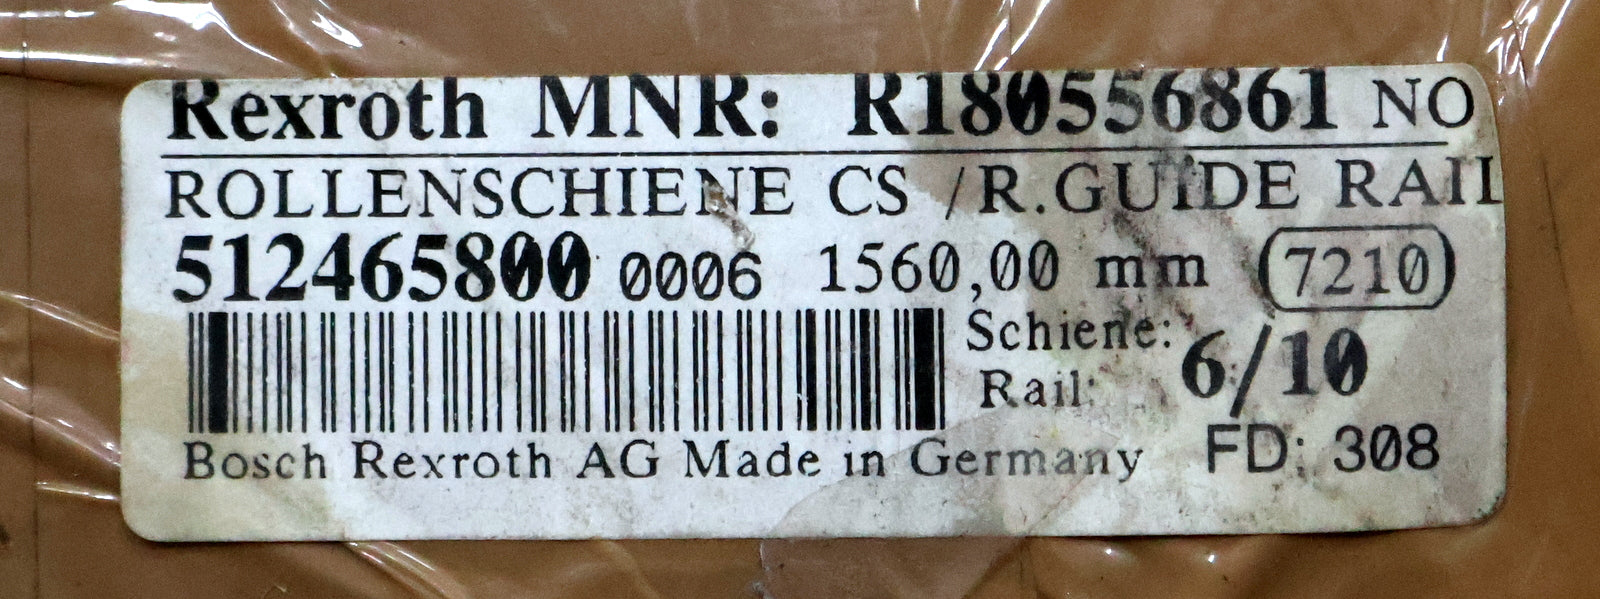 Rexroth MNR: R180556861 NO
ROLLENSCHIENE CS /R.GUIDE RAIL
512465800 0006 1560,00 mm 7210
Schiene:
Rail: 6/10
Bosch Rexroth AG Made in Germany FD: 308